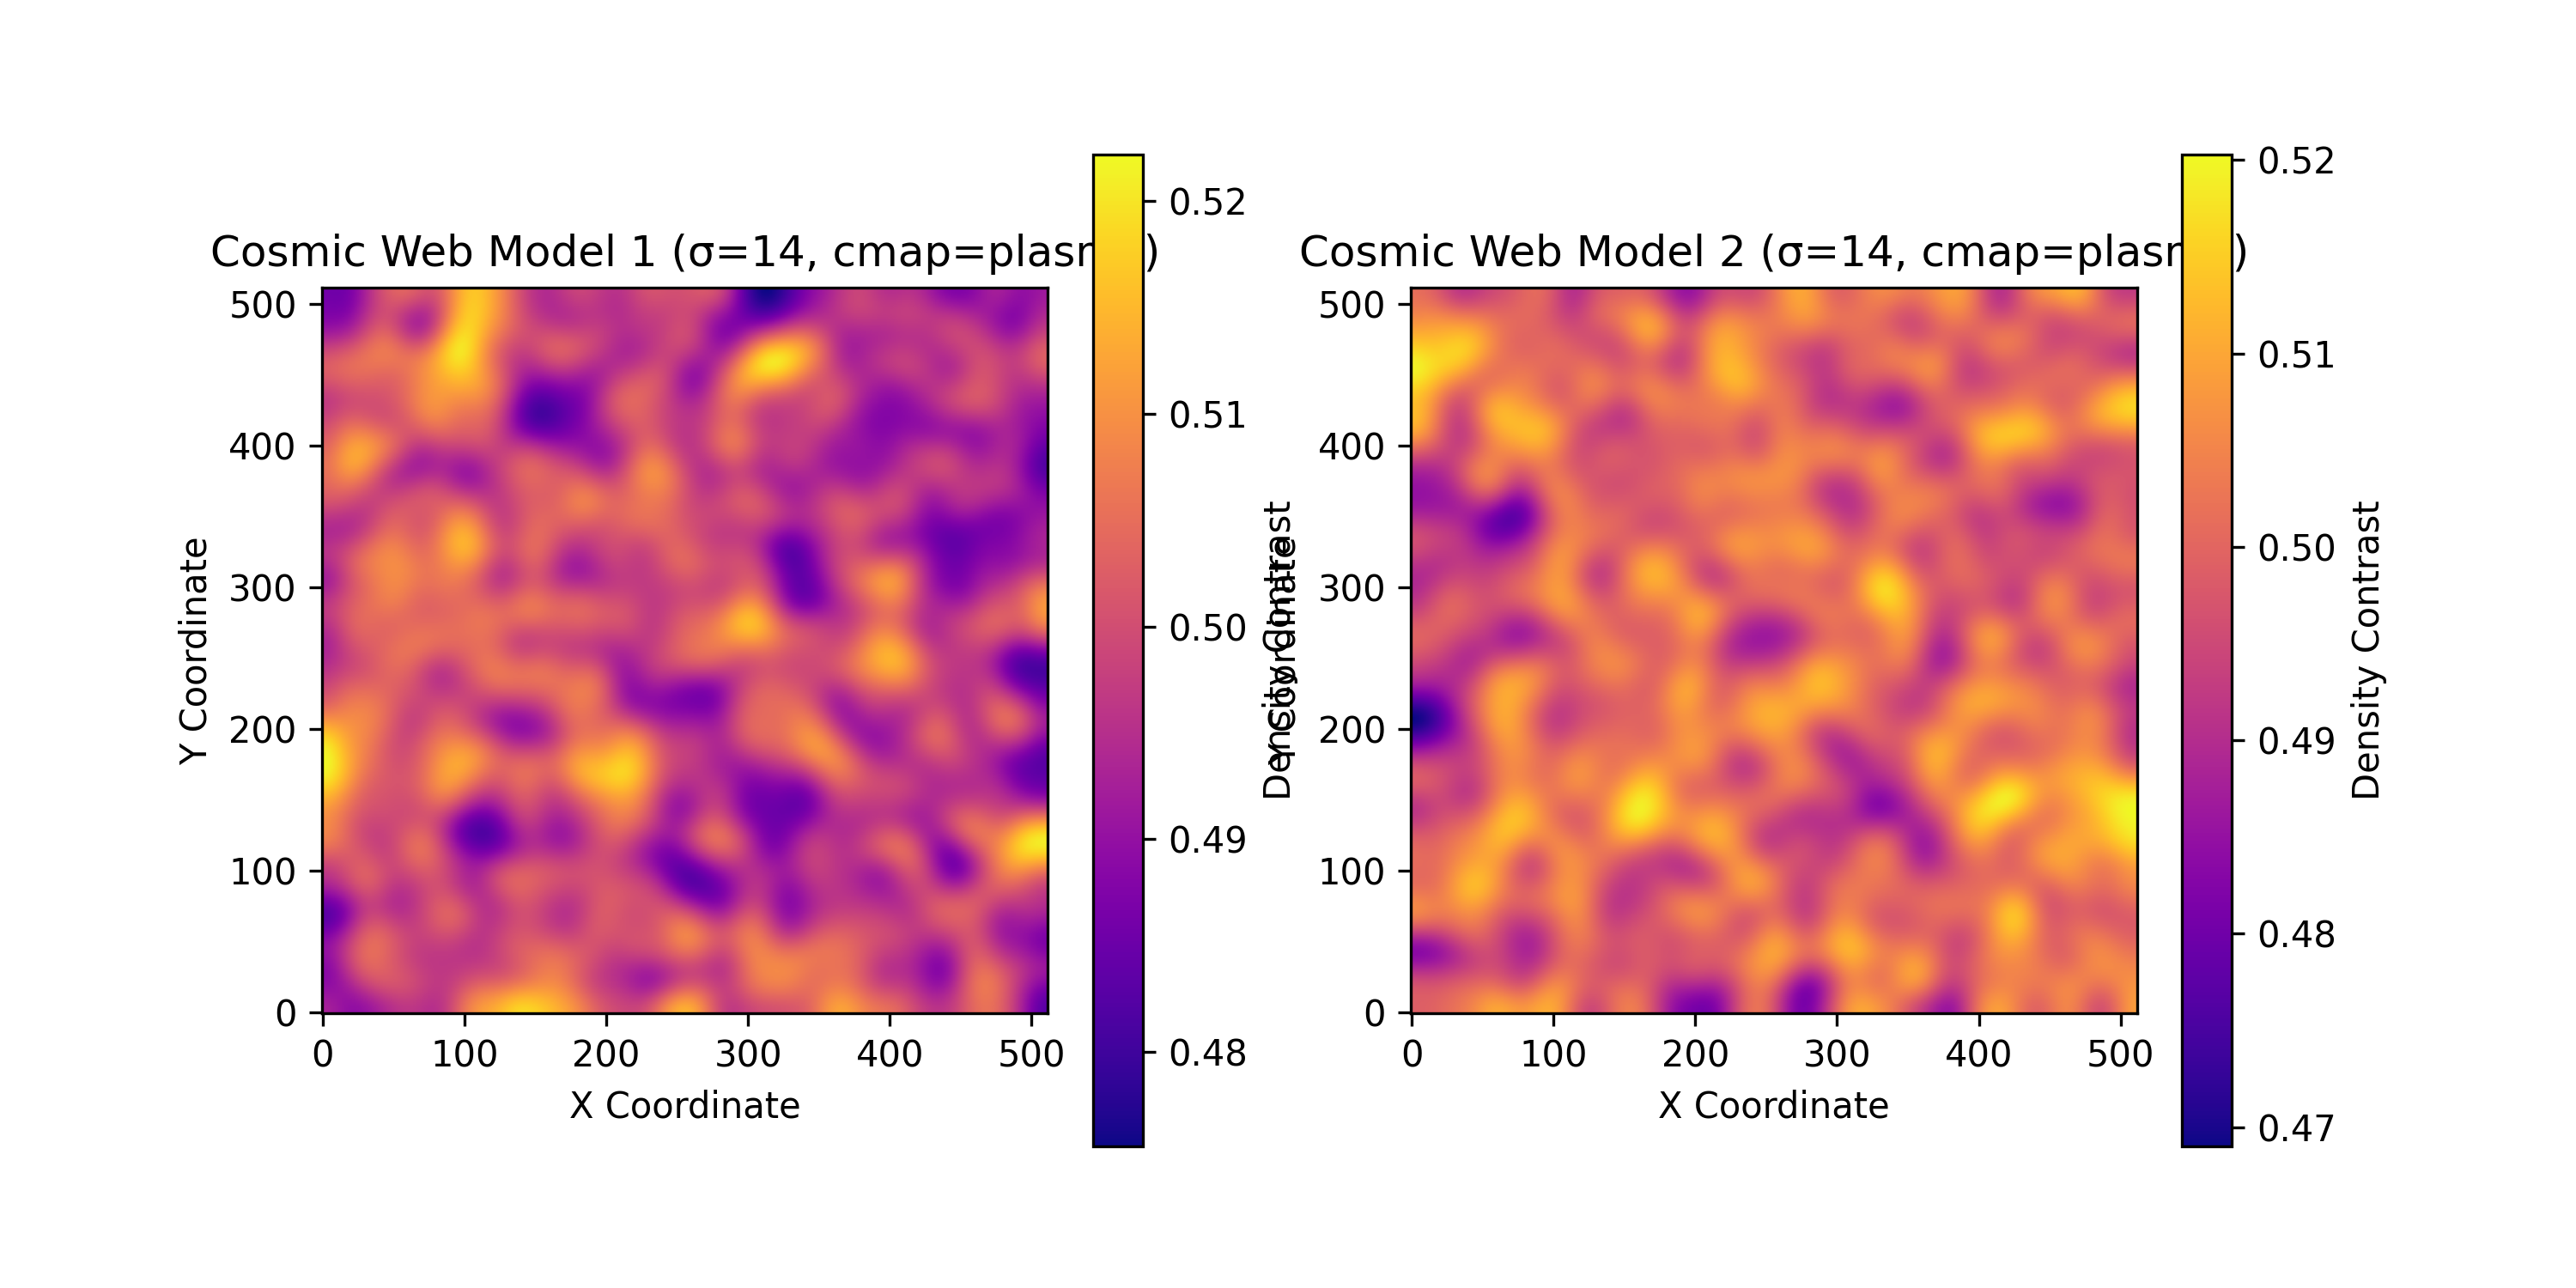 Cosmic Web Model 1 (σ=14, cmap=plasm)
Y Coordinate
500
400
300
200
100
0
0 100 200 300 400 500
X Coordinate
0.52
0.51
0.50
0.49
0.48
Density Contrast
Cosmic Web Model 2 (σ=14, cmap=plasm)
Y Coordinate
500
400
300
200
100
0
0 100 200 300 400 500
X Coordinate
0.52
0.51
0.50
0.49
0.48
0.47
Density Contrast